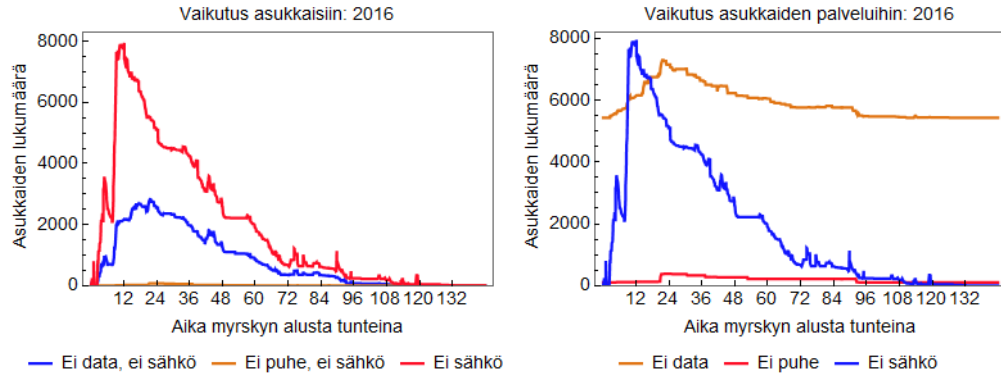 Vaikutus asukkaisiin: 2016
Asukkaiden lukumäärä
8000
6000
4000
2000
0
12 24 36 48 60 72 84 96 108 120 132
Aika myrskyn alusta tunteina
Ei data, ei sähkö Ei puhe, ei sähkö Ei sähkö
Vaikutus asukkaiden palveluihin: 2016
Asukkaiden lukumäärä
8000
6000
4000
2000
0
12 24 36 48 60 72 84 96 108 120 132
Aika myrskyn alusta tunteina
Ei data Ei puhe Ei sähkö